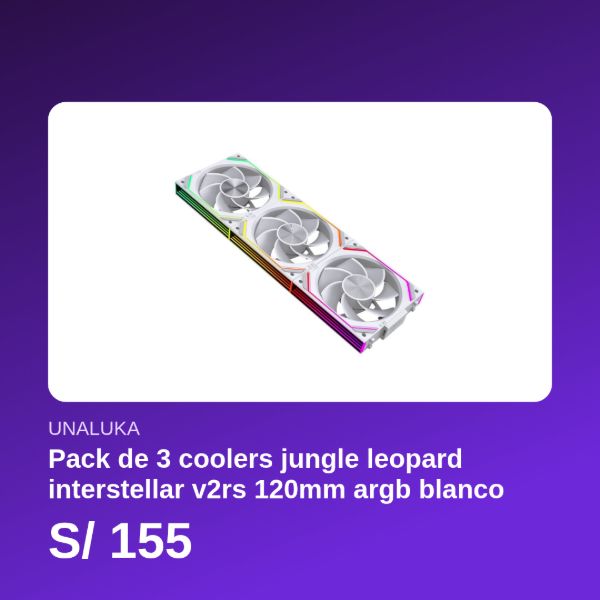 UNALUKA
Pack de 3 coolers jungle leopard
interstellar v2rs 120mm argb blanco
S/ 155